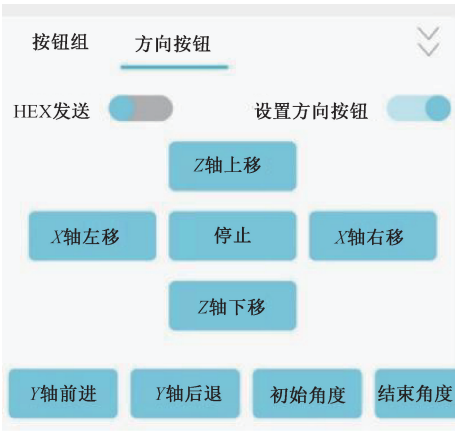 按钮组 方向按钮
HEX发送 设置方向按钮
Z轴上移
X轴左移 停止 X轴右移
Z轴下移
Y轴前进 Y轴后退 初始角度 结束角度